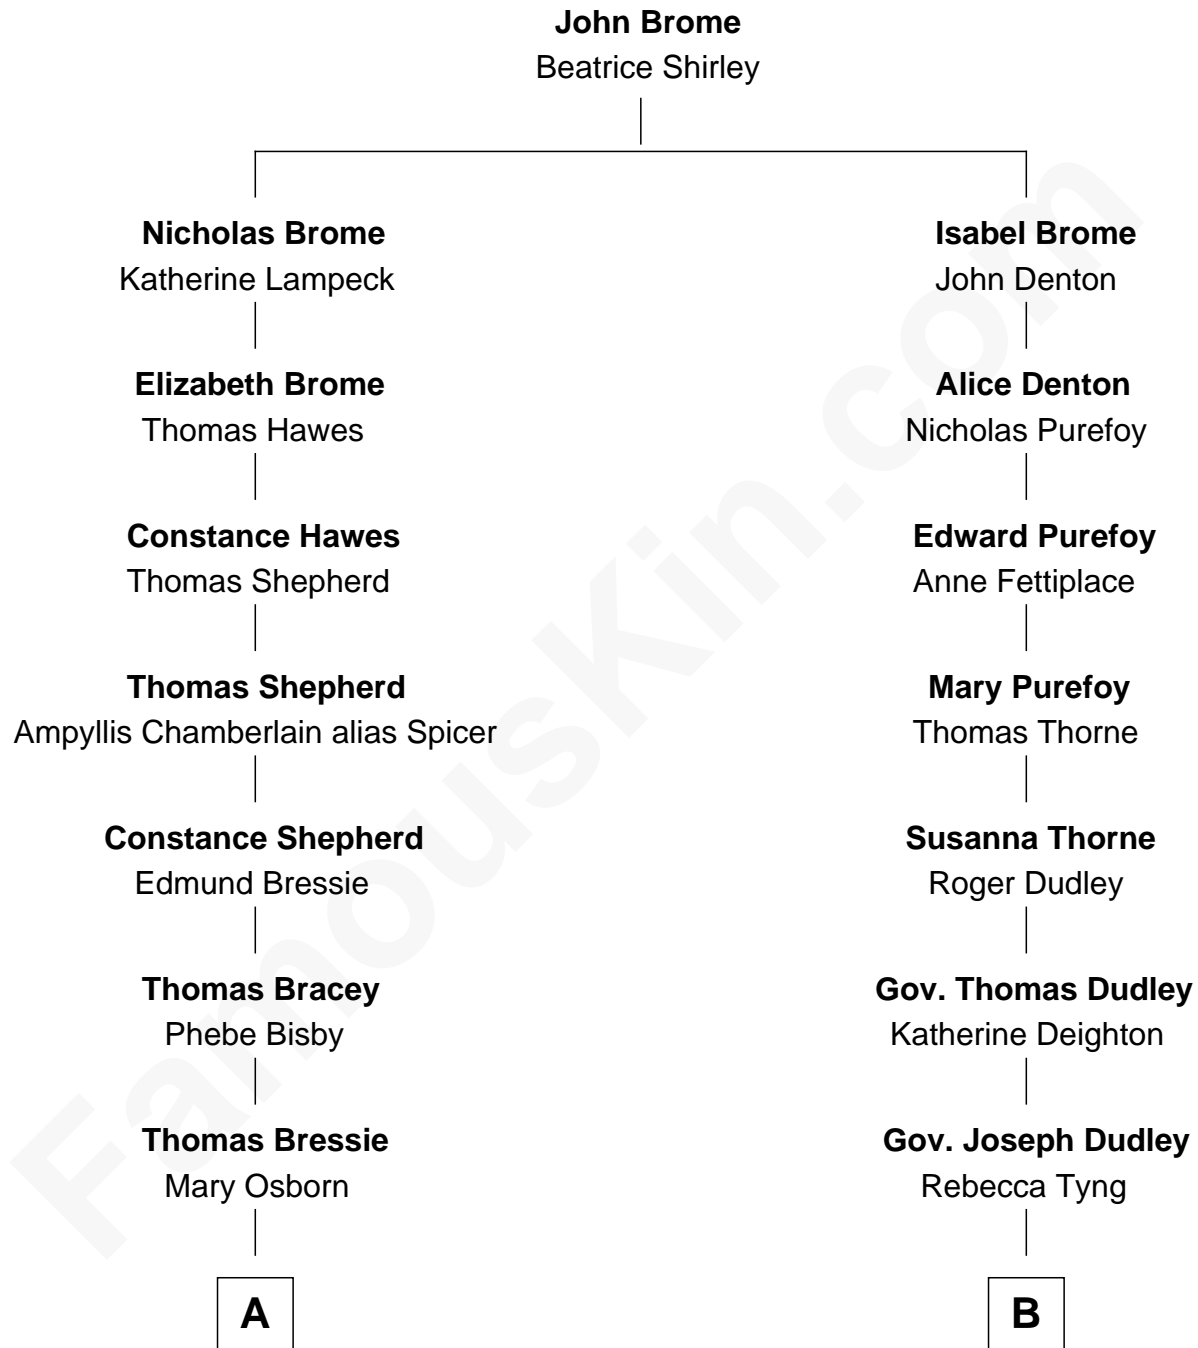 John Brome
Beatrice Shirley
Nicholas Brome
Katherine Lampeck
Elizabeth Brome
Thomas Hawes
Constance Hawes
Thomas Shepherd
Thomas Shepherd
Ampyllis Chamberlain alias Spicer
Constance Shepherd
Edmund Bressie
Thomas Bracey
Phebe Bisby
Thomas Bressie
Mary Osborn
A
Isabel Brome
John Denton
Alice Denton
Nicholas Purefoy
Edward Purefoy
Anne Fettiplace
Mary Purefoy
Thomas Thorne
Susanna Thorne
Roger Dudley
Gov. Thomas Dudley
Katherine Deighton
Gov. Joseph Dudley
Rebecca Tyng
B
FamousKin.com